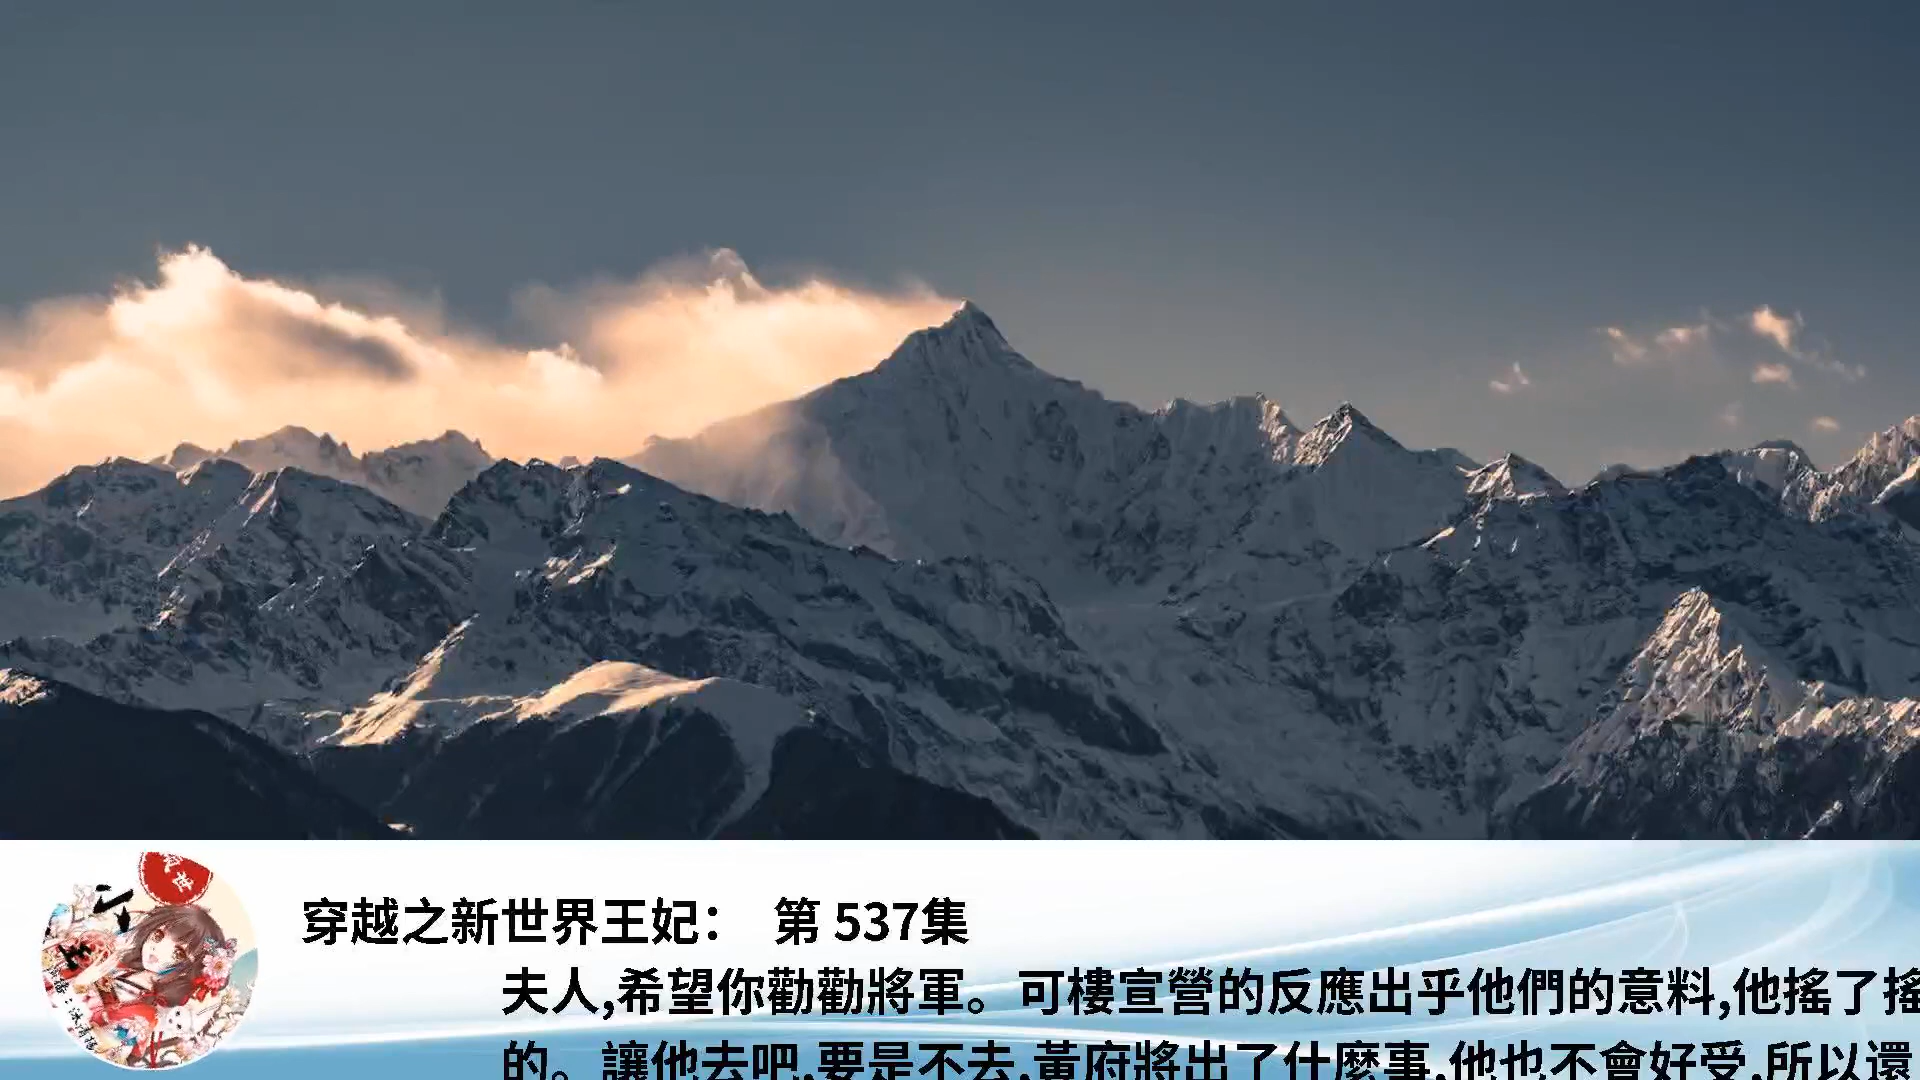 穿越之新世界王妃： 第 537集
夫人,希望你勸勸將軍。可樓宣營的反應出乎他們的意料,他搖了搖
的。讓他去吧,要是不去,黃府將出了什麼事,他也不會好受,所以還